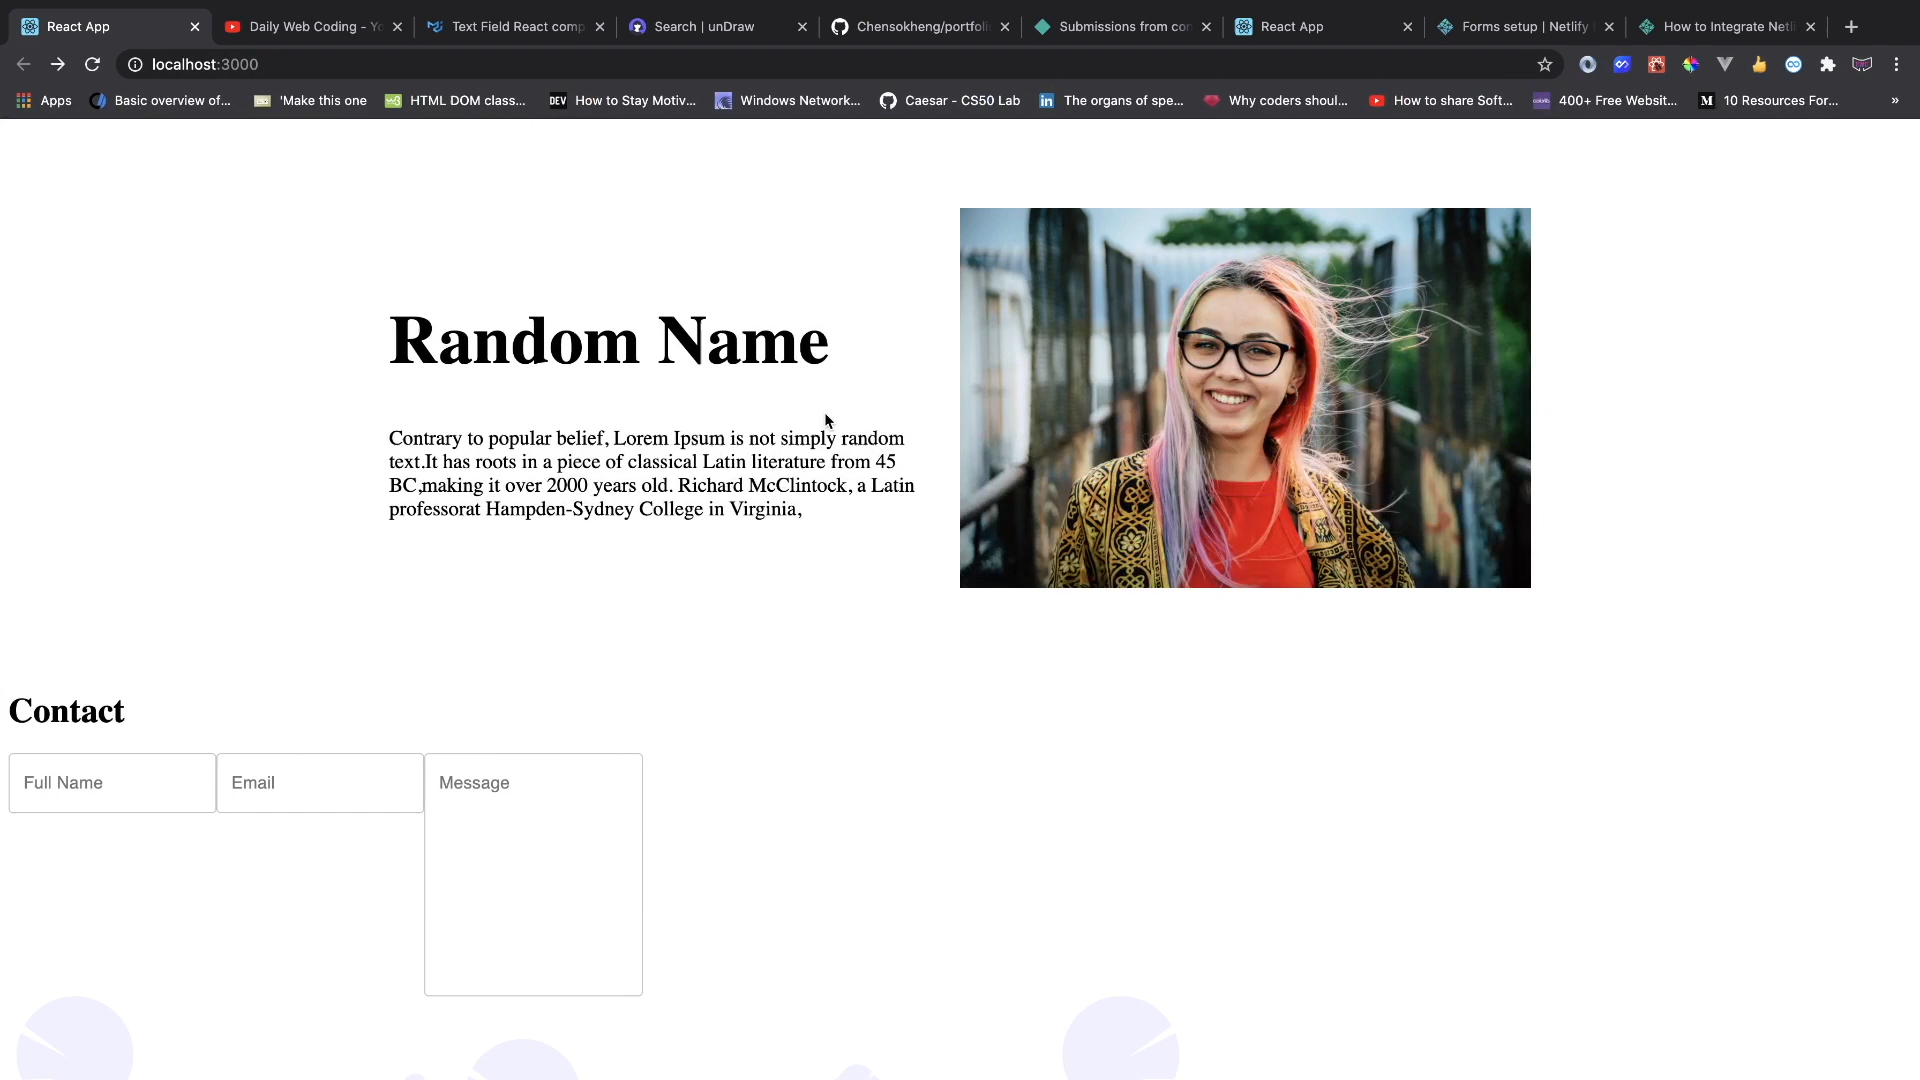 React App
Daily Web Coding - Yo
Text Field React comp
Search | unDraw
Chensokheng/portfoli
Submissions from con
React App
Forms setup | Netlify
How to Integrate Netli
localhost:3000
Apps
Basic overview of...
'Make this one
HTML DOM class...
DEV
How to Stay Motiv...
Windows Network...
Caesar - CS50 Lab
in
The organs of spe...
Why coders shoul...
How to share Soft...
400+ Free Websit...
M
10 Resources For...
»
Random Name
Contrary to popular belief, Lorem Ipsum is not simply random
text.It has roots in a piece of classical Latin literature from 45
BC,making it over 2000 years old. Richard McClintock, a Latin
professorat Hampden-Sydney College in Virginia,
Contact
Full Name
Email
Message